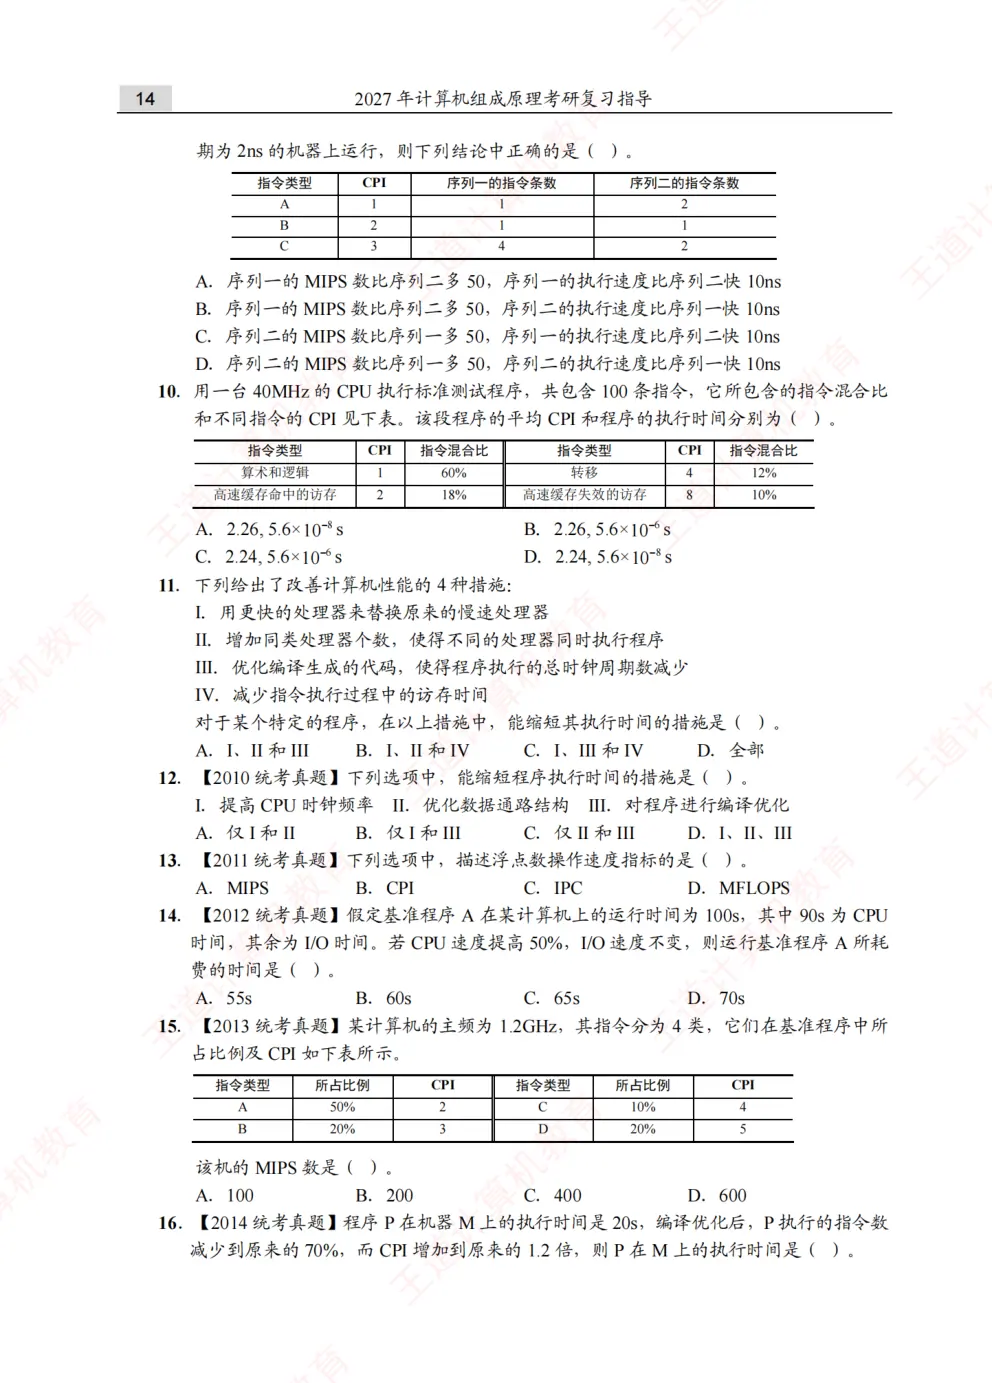 14
2027 年计算机组成原理考研复习指导
期为 2ns 的机器上运行，则下列结论中正确的是（ ）。
指令类型 CPI 序列一的指令条数 序列二的指令条数
A 1 1 2
B 2 1 1
C 3 4 2
A．序列一的 MIPS 数比序列二多 50，序列一的执行速度比序列二快 10ns
B．序列一的 MIPS 数比序列二多 50，序列二的执行速度比序列一快 10ns
C．序列二的 MIPS 数比序列一多 50，序列一的执行速度比序列二快 10ns
D．序列二的 MIPS 数比序列一多 50，序列二的执行速度比序列一快 10ns
10．用一台 40MHz 的 CPU 执行标准测试程序，共包含 100 条指令，它所包含的指令混合比
和不同指令的 CPI 见下表。该段程序的平均 CPI 和程序的执行时间分别为（ ）。
指令类型 CPI 指令混合比 指令类型 CPI 指令混合比
算术和逻辑 1 60% 转移 4 12%
高速缓存命中的访存 2 18% 高速缓存失效的访存 8 10%
A．2.26, 5.6×10⁻⁸ s B．2.26, 5.6×10⁻⁶ s
C．2.24, 5.6×10⁻⁶ s D．2.24, 5.6×10⁻⁸ s
11．下列给出了改善计算机性能的 4 种措施：
I．用更快的处理器来替换原来的慢速处理器
II．增加同类处理器个数，使得不同的处理器同时执行程序
III．优化编译生成的代码，使得程序执行的总时钟周期数减少
IV．减少指令执行过程中的访存时间
对于某个特定的程序，在以上措施中，能缩短其执行时间的措施是（ ）。
A．I、II 和 III B．I、II 和 IV C．I、III 和 IV D．全部
12．【2010 统考真题】下列选项中，能缩短程序执行时间的措施是（ ）。
I．提高 CPU 时钟频率 II．优化数据通路结构 III．对程序进行编译优化
A．仅 I 和 II B．仅 I 和 III C．仅 II 和 III D．I、II、III
13．【2011 统考真题】下列选项中，描述浮点数操作速度指标的是（ ）。
A．MIPS B．CPI C．IPC D．MFLOPS
14．【2012 统考真题】假定基准程序 A 在某计算机上的运行时间为 100s，其中 90s 为 CPU
时间，其余为 I/O 时间。若 CPU 速度提高 50%，I/O 速度不变，则运行基准程序 A 所耗
费的时间是（ ）。
A．55s B．60s C．65s D．70s
15．【2013 统考真题】某计算机的主频为 1.2GHz，其指令分为 4 类，它们在基准程序中所
占比例及 CPI 如下表所示。
指令类型 所占比例 CPI 指令类型 所占比例 CPI
A 50% 2 C 10% 4
B 20% 3 D 20% 5
该机的 MIPS 数是（ ）。
A．100 B．200 C．400 D．600
16．【2014 统考真题】程序 P 在机器 M 上的执行时间是 20s，编译优化后，P 执行的指令数
减少到原来的 70%，而 CPI 增加到原来的 1.2 倍，则 P 在 M 上的执行时间是（ ）。
王道计算机教育